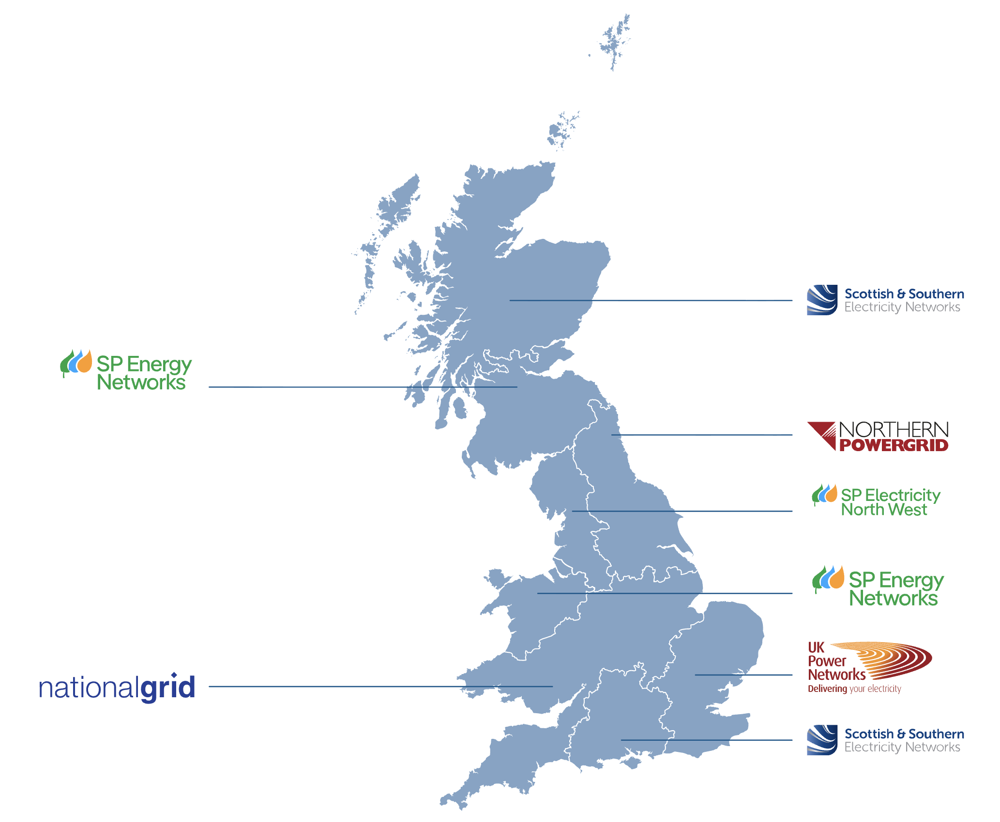 Scottish & Southern
Electricity Networks
SP Energy
Networks
NORTHERN
POWERGRID
SP Electricity
North West
SP Energy
Networks
UK
Power
Networks
Delivering your electricity
nationalgrid
Scottish & Southern
Electricity Networks